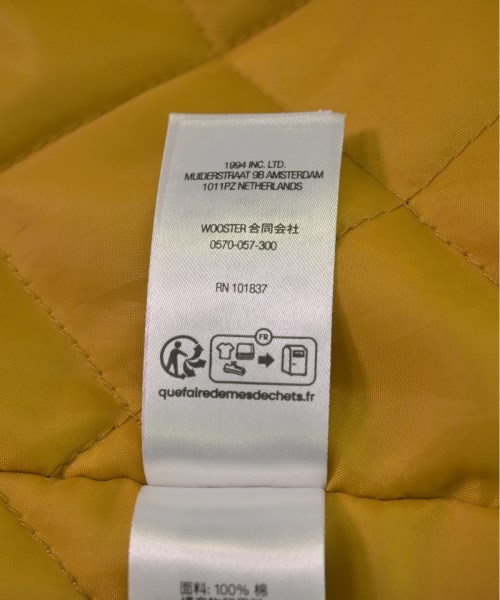 1994 INC. LTD.
MUIDERSTRAAT 9B AMSTERDAM
1011PZ NETHERLANDS
WOOSTER 合同会社
0570-057-300
RN 101837
FR
quefairedemesdechets.fr
面料: 100% 棉